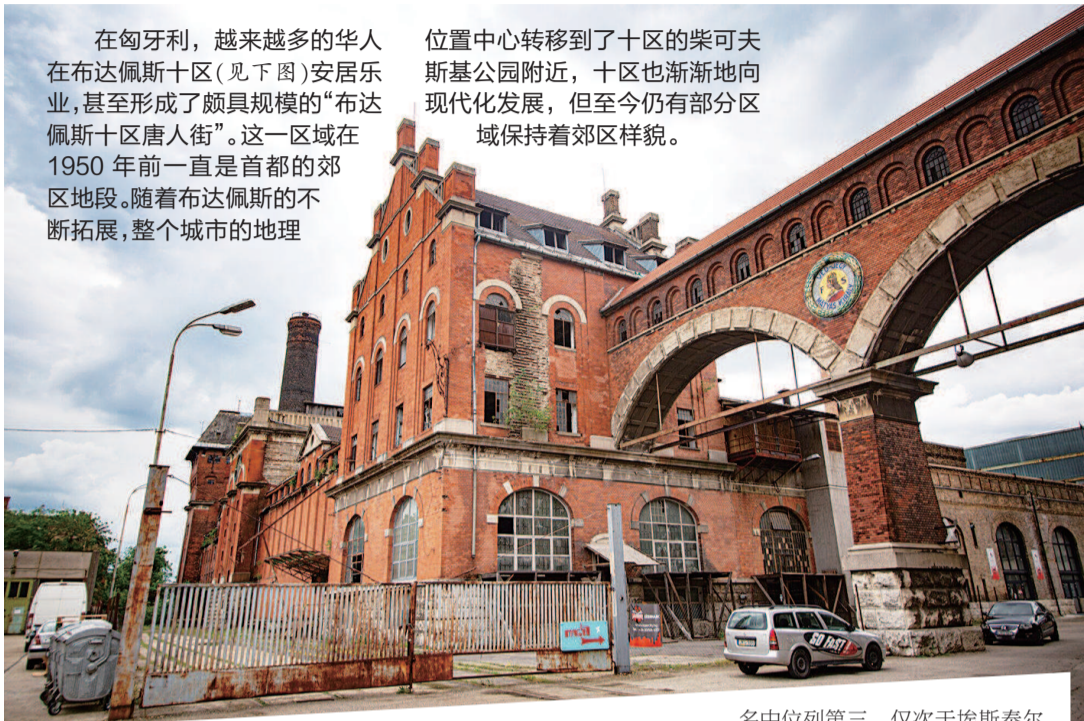 在匈牙利，越来越多的华人
在布达佩斯十区(见下图)安居乐
业,甚至形成了颇具规模的“布达
佩斯十区唐人街”。这一区域在
1950 年前一直是首都的郊
区地段。随着布达佩斯的不
断拓展,整个城市的地理
位置中心转移到了十区的柴可夫
斯基公园附近，十区也渐渐地向
现代化发展，但至今仍有部分区
域保持着郊区样貌。
GO FAST